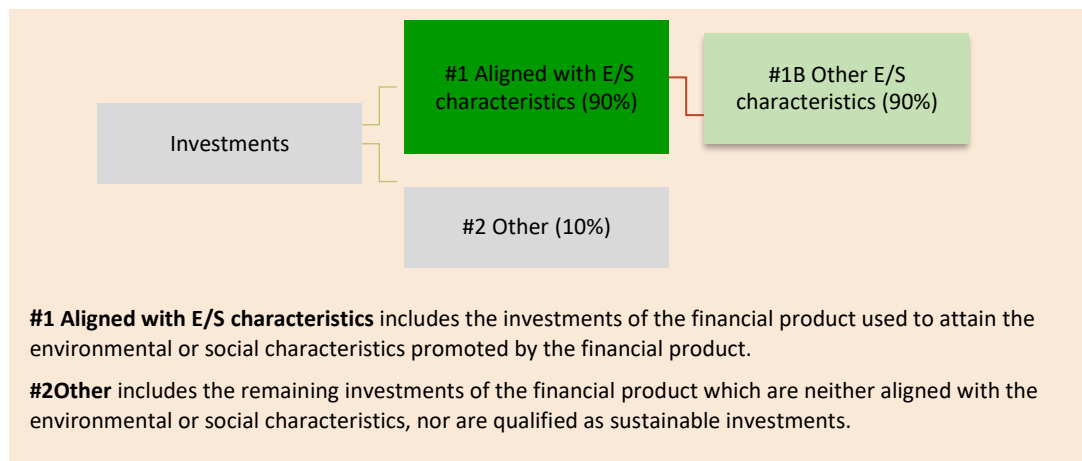 #1 Aligned with E/S
characteristics (90%)
#1B Other E/S
characteristics (90%)
Investments
#2 Other (10%)
#1 Aligned with E/S characteristics includes the investments of the financial product used to attain the
environmental or social characteristics promoted by the financial product.
#2Other includes the remaining investments of the financial product which are neither aligned with the
environmental or social characteristics, nor are qualified as sustainable investments.